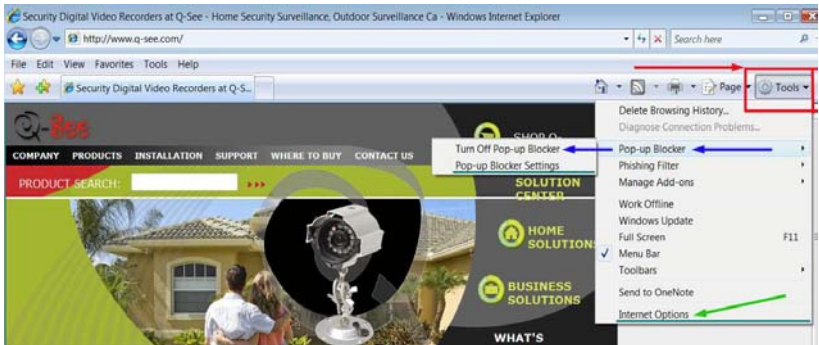 Security Digital Video Recorders at Q-See - Home Security Surveillance, Outdoor Surveillance Ca - Windows Internet Explorer
http://www.q-see.com/
Search here
File Edit View Favorites Tools Help
Security Digital Video Recorders at Q-S...
Page
Tools
Q-See
SHOP Q-
COMPANY PRODUCTS INSTALLATION SUPPORT WHERE TO BUY CONTACT US
PRODUCT SEARCH:
SOLUTION
CENTER
HOME
SOLUTION
BUSINESS
SOLUTIONS
WHAT'S
Delete Browsing History...
Diagnose Connection Problems...
Pop-up Blocker
Turn Off Pop-up Blocker
Pop-up Blocker Settings
Phishing Filter
Manage Add-ons
Work Offline
Windows Update
Full Screen F11
Menu Bar
Toolbars
Send to OneNote
Internet Options